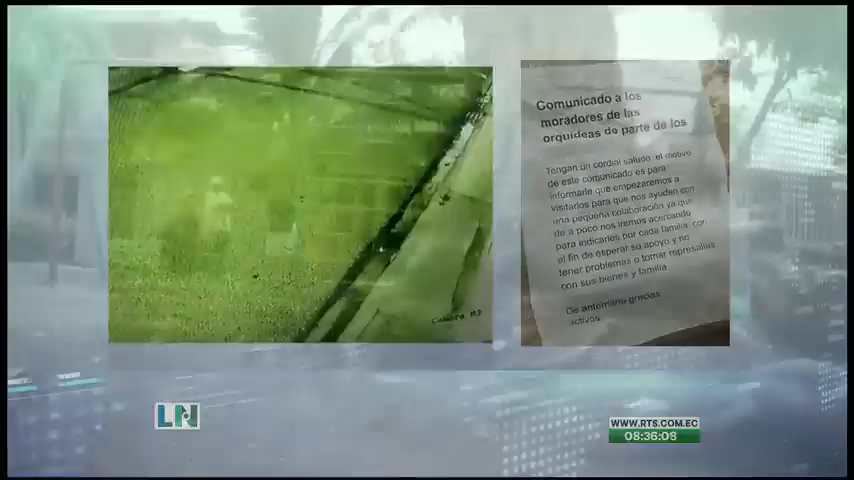 Comunicado a los
moradores de las
orquideas de parte de los
Tengan un cordial saludo, el motivo
de este comunicado es para
informarle que empezaremos a
visitarlos para que nos ayuden con
una pequeña colaboración ya que
de a poco nos iremos acercando
para indicarles por cada familia, con
el fin de esperar su apoyo y no
tener problemas o tomar represalias
con sus bienes y familia.
De antemano gracias
activos
LN
WWW.RTS.COM.EC
08:36:08